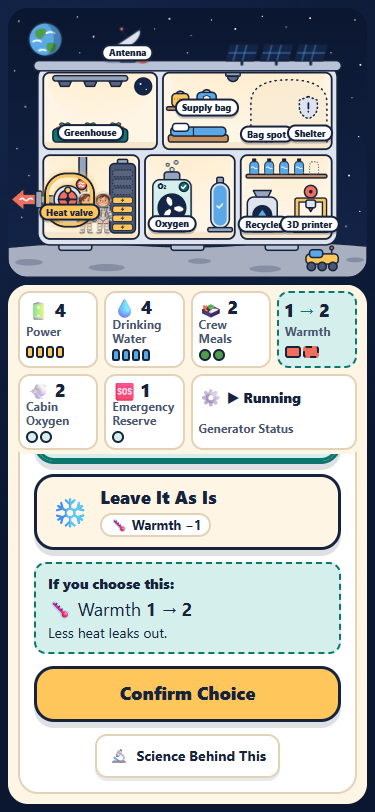 Antenna
Supply bag
Greenhouse
Bag spot
Shelter
Heat valve
O₂
Oxygen
Recycler
3D printer
4
Power
4
Drinking
Water
2
Crew
Meals
1 → 2
Warmth
2
Cabin
Oxygen
SOS
1
Emergency
Reserve
Running
Generator Status
Leave It As Is
Warmth −1
If you choose this:
Warmth 1 → 2
Less heat leaks out.
Confirm Choice
Science Behind This